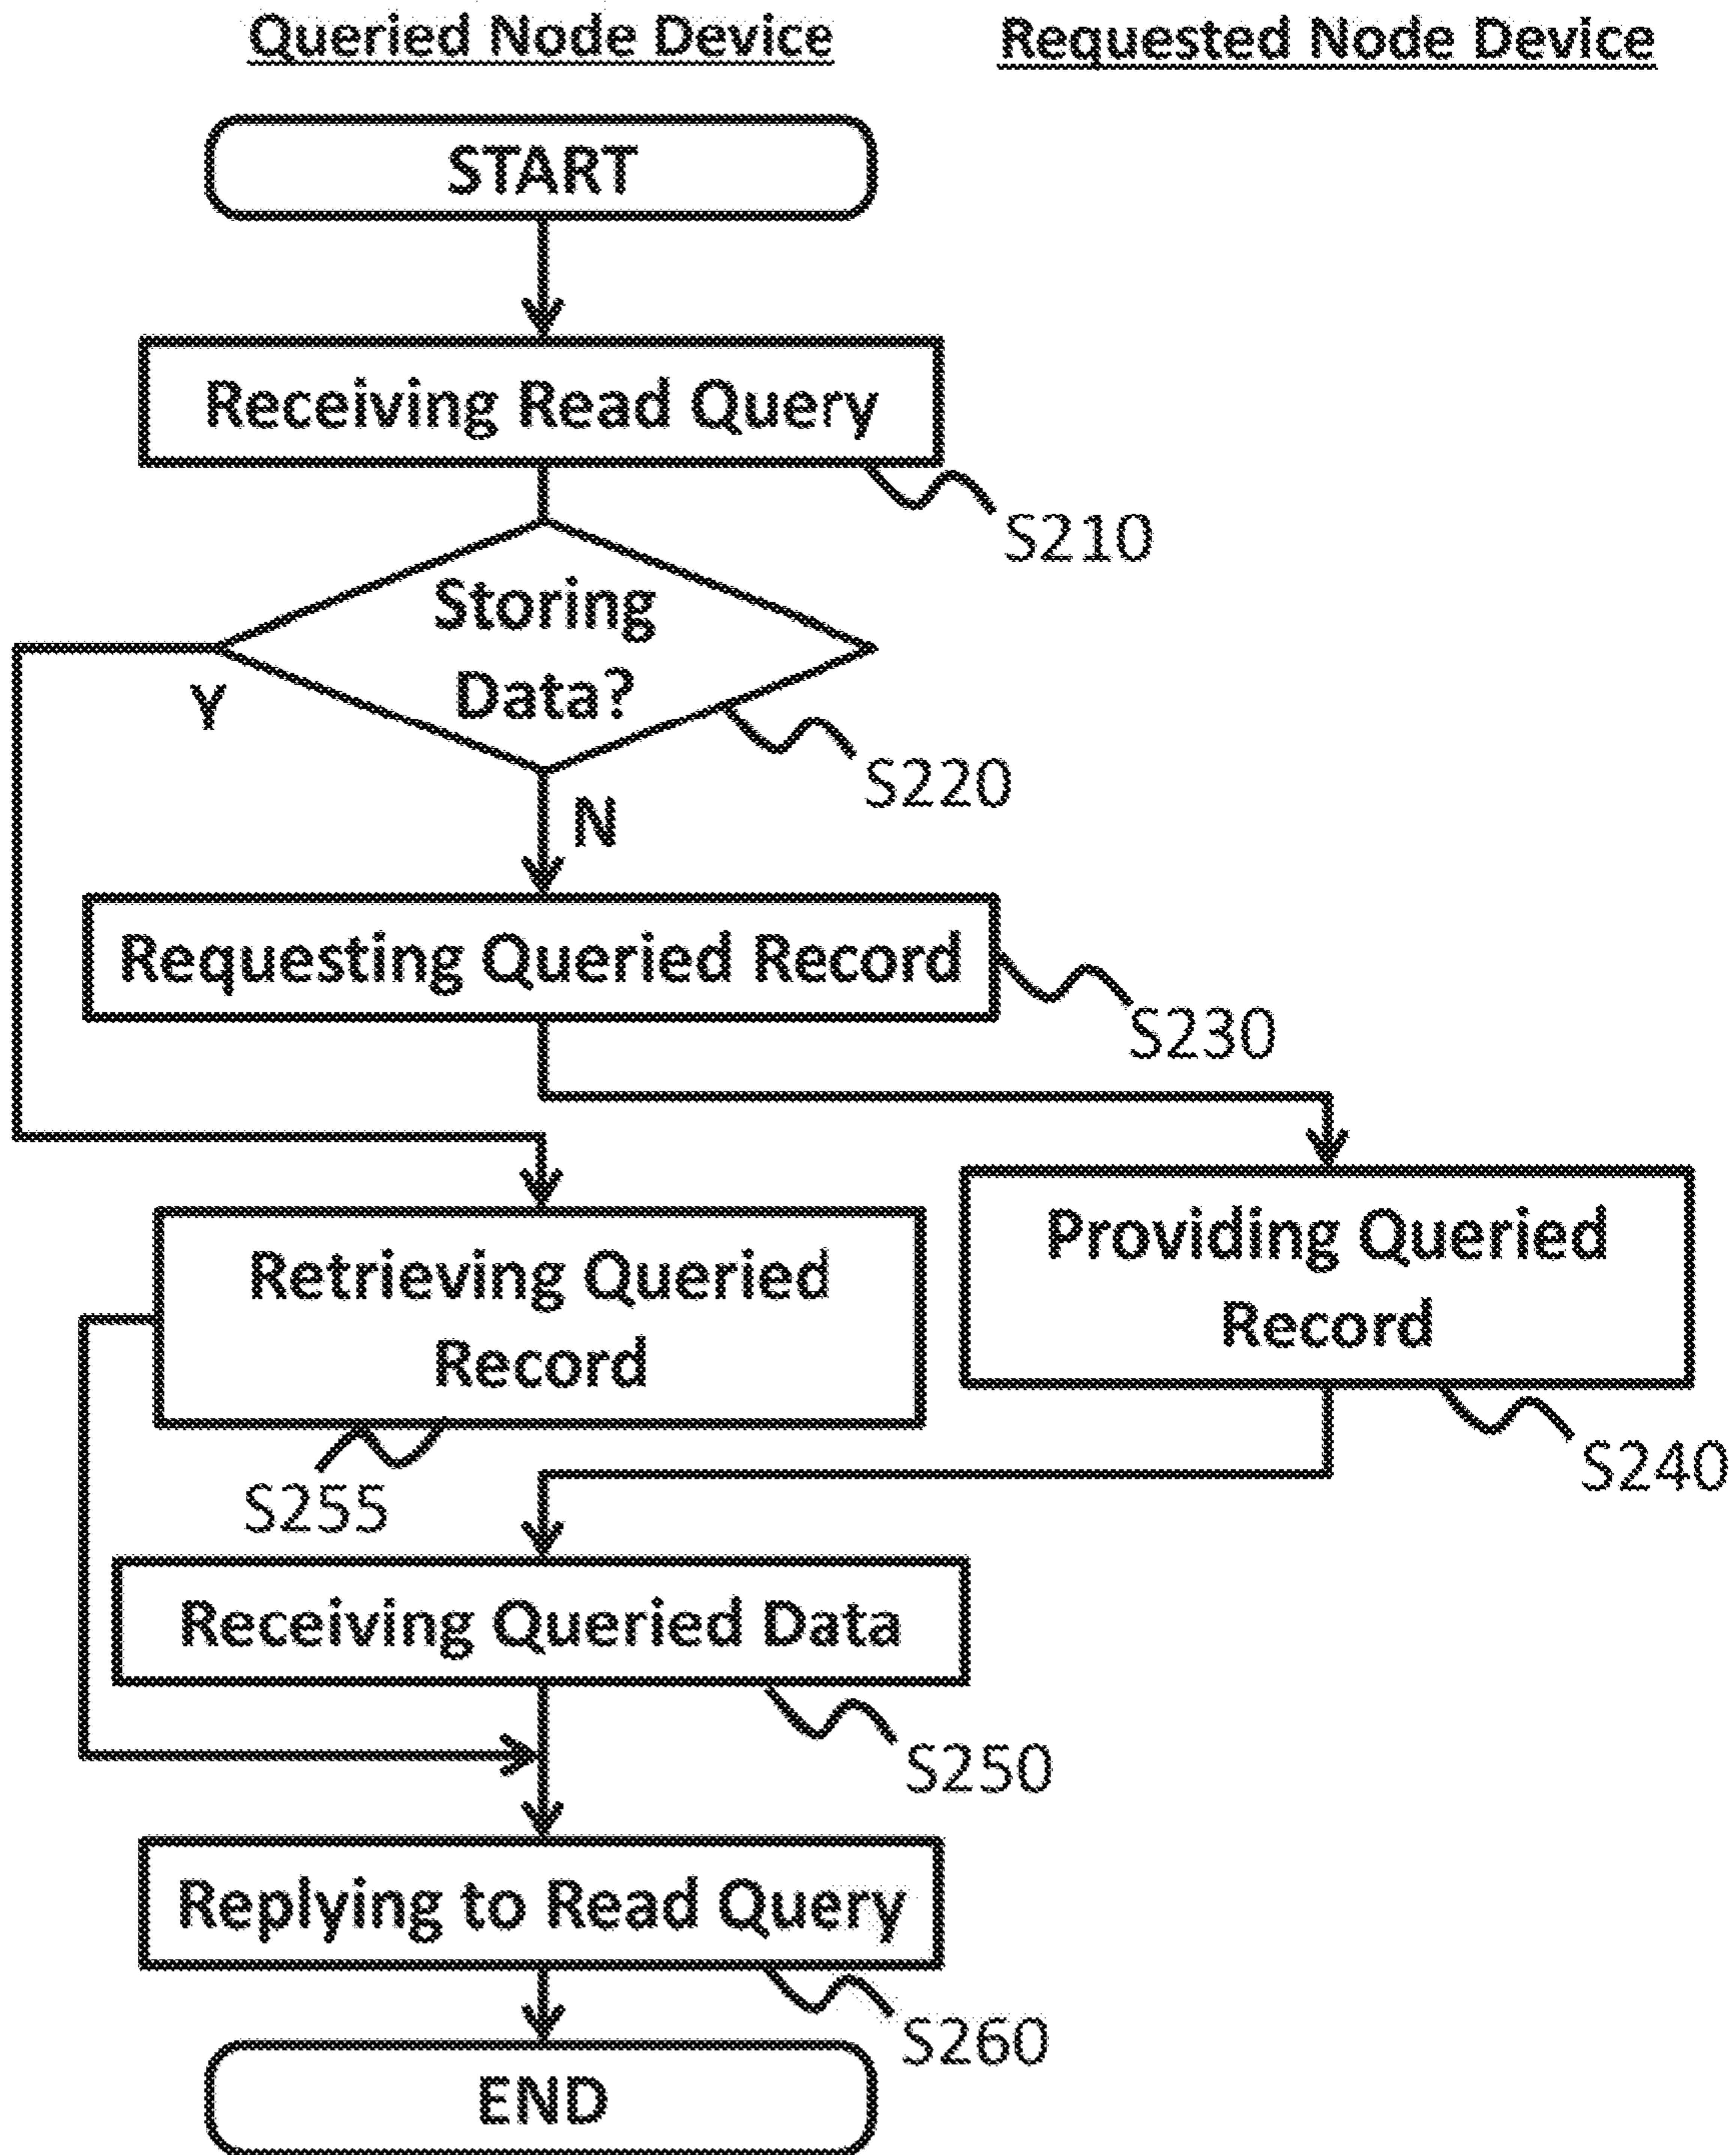 Queried Node Device
Requested Node Device
START
Receiving Read Query
S210
Storing
Data?
Y
S220
N
Requesting Queried Record
S230
Retrieving Queried
Record
S255
Providing Queried
Record
S240
Receiving Queried Data
S250
Replying to Read Query
S260
END